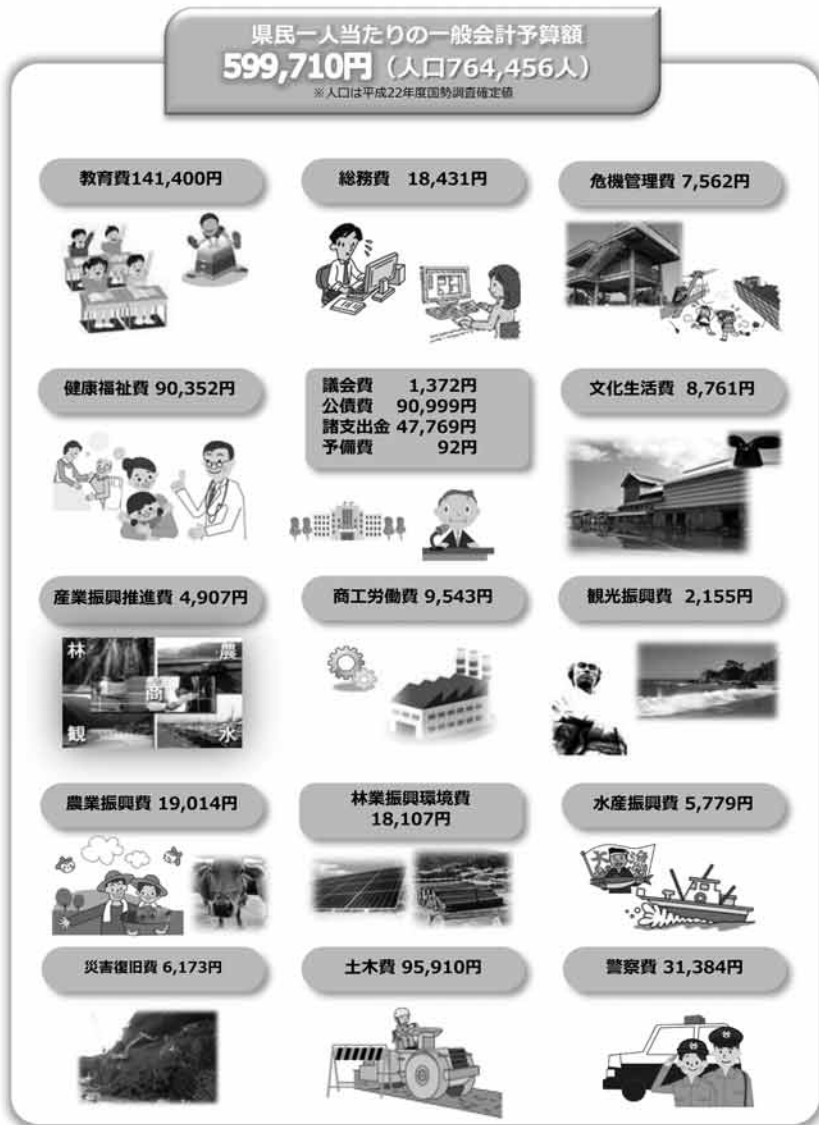 県民一人当たりの一般会計予算額
599,710円（人口764,456人）
※人口は平成22年度国勢調査確定値
教育費141,400円
総務費 18,431円
危機管理費 7,562円
健康福祉費 90,352円
議会費 1,372円
公債費 90,999円
諸支出金 47,769円
予備費 92円
文化生活費 8,761円
産業振興推進費 4,907円
林
農
商
観
水
商工労働費 9,543円
観光振興費 2,155円
農業振興費 19,014円
林業振興環境費
18,107円
水産振興費 5,779円
大漁
災害復旧費 6,173円
土木費 95,910円
警察費 31,384円